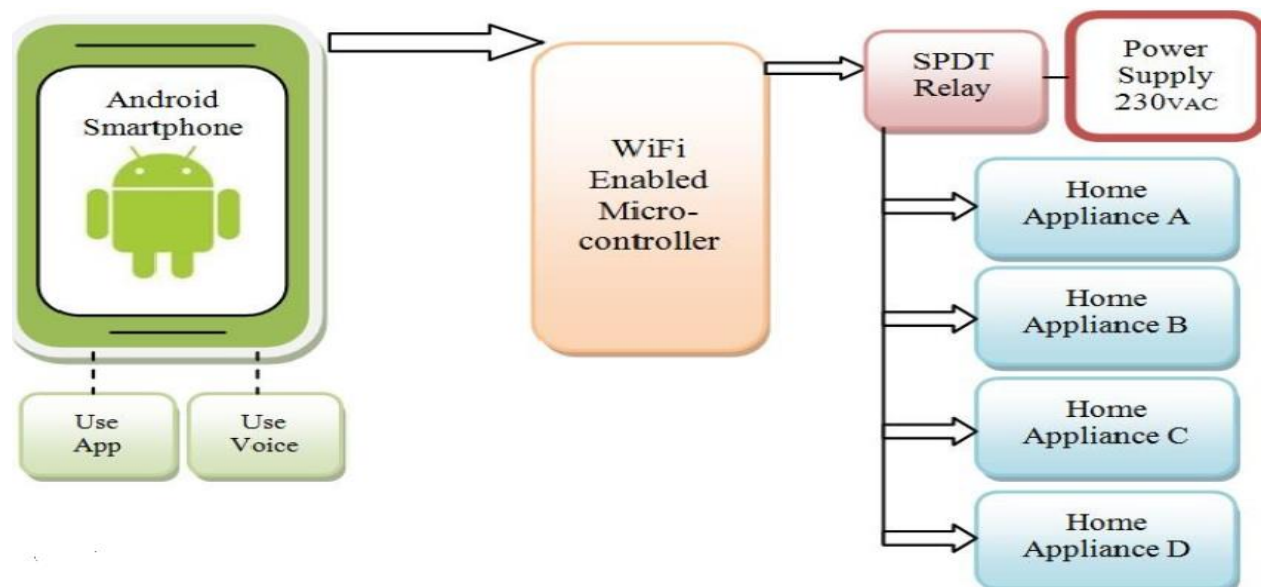 Android
Smartphone
Use
App
Use
Voice
WiFi
Enabled
Micro-
controller
SPDT
Relay
Power
Supply
230VAC
Home
Appliance A
Home
Appliance B
Home
Appliance C
Home
Appliance D